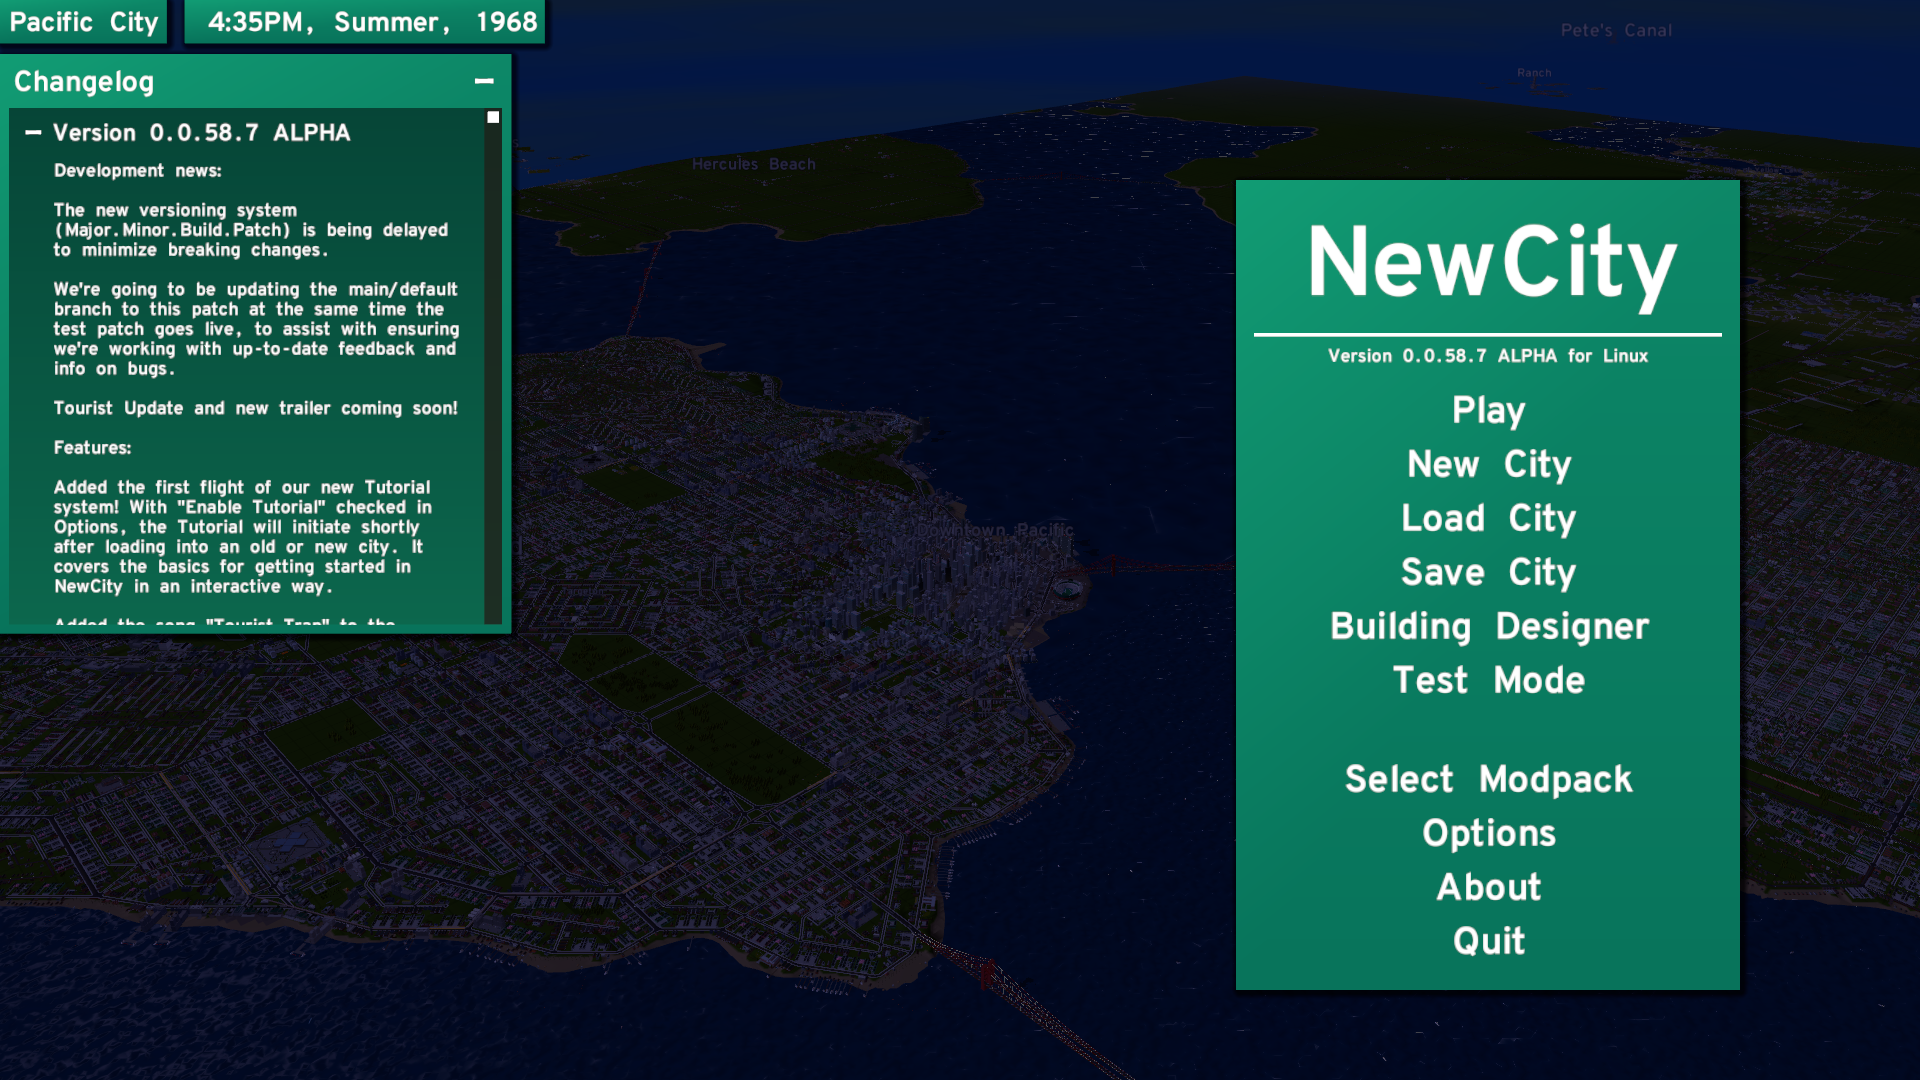 Pacific City
4:35PM, Summer, 1968
Changelog
Version 0.0.58.7 ALPHA
Development news:
The new versioning system
(Major.Minor.Build.Patch) is being delayed
to minimize breaking changes.
We're going to be updating the main/default
branch to this patch at the same time the
test patch goes live, to assist with ensuring
we're working with up-to-date feedback and
info on bugs.
Tourist Update and new trailer coming soon!
Features:
Added the first flight of our new Tutorial
system! With "Enable Tutorial" checked in
Options, the Tutorial will initiate shortly
after loading into an old or new city. It
covers the basics for getting started in
NewCity in an interactive way.
Added the song "Tourist Trap" to the
Pete's Canal
Ranch
Hercules Beach
Downtown Pacific
NewCity
Version 0.0.58.7 ALPHA for Linux
Play
New City
Load City
Save City
Building Designer
Test Mode
Select Modpack
Options
About
Quit